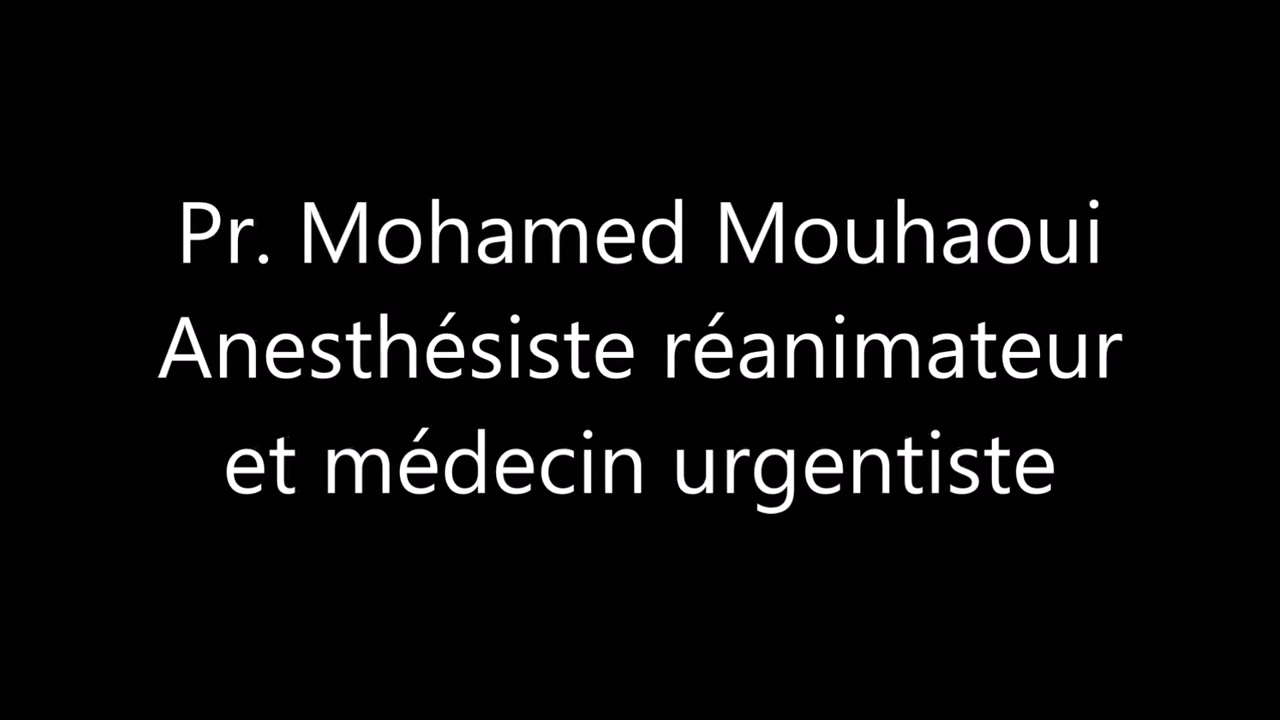 Pr. Mohamed Mouhaoui
Anesthésiste réanimateur
et médecin urgentiste